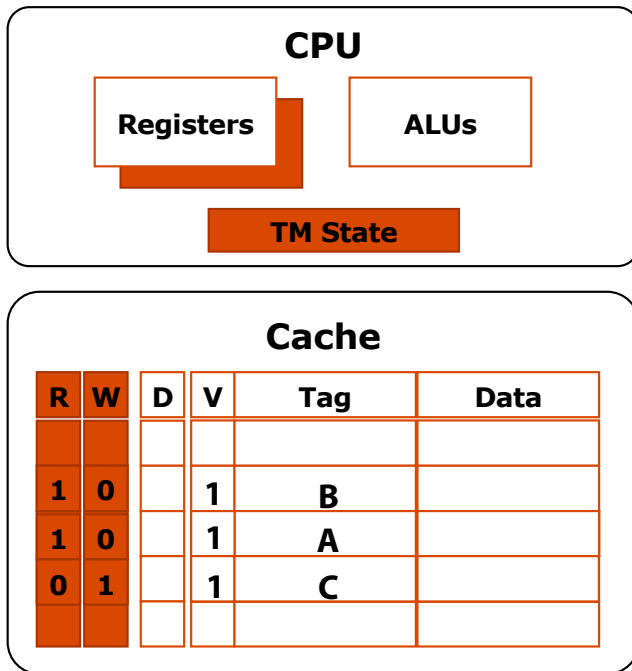 CPU
Registers ALUs
TM State
Cache
R W D V Tag Data
1 0 1 B
1 0 1 A
0 1 1 C